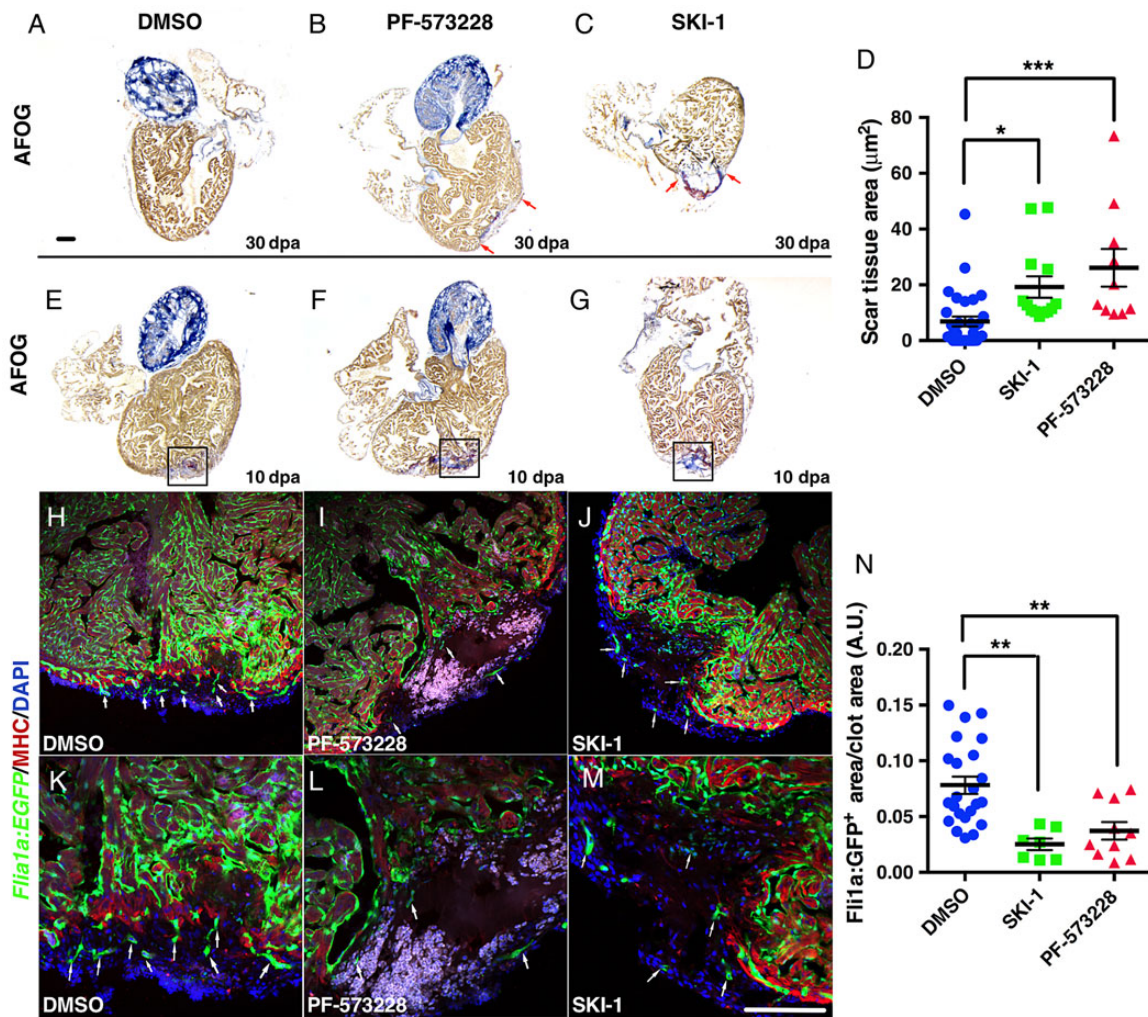 A
DMSO
B
PF-573228
C
SKI-1
AFOG
30 dpa
30 dpa
30 dpa
D
***
*
Scar tissue area (μm²)
80
60
40
20
0
DMSO
SKI-1
PF-573228
E
F
G
AFOG
10 dpa
10 dpa
10 dpa
H
I
J
DMSO
PF-573228
SKI-1
Flia1a:EGFP/MHC/DAPI
K
L
M
DMSO
PF-573228
SKI-1
N
**
**
Fli1a:GFP⁺ area/clot area (A.U.)
0.20
0.15
0.10
0.05
0.00
DMSO
SKI-1
PF-573228